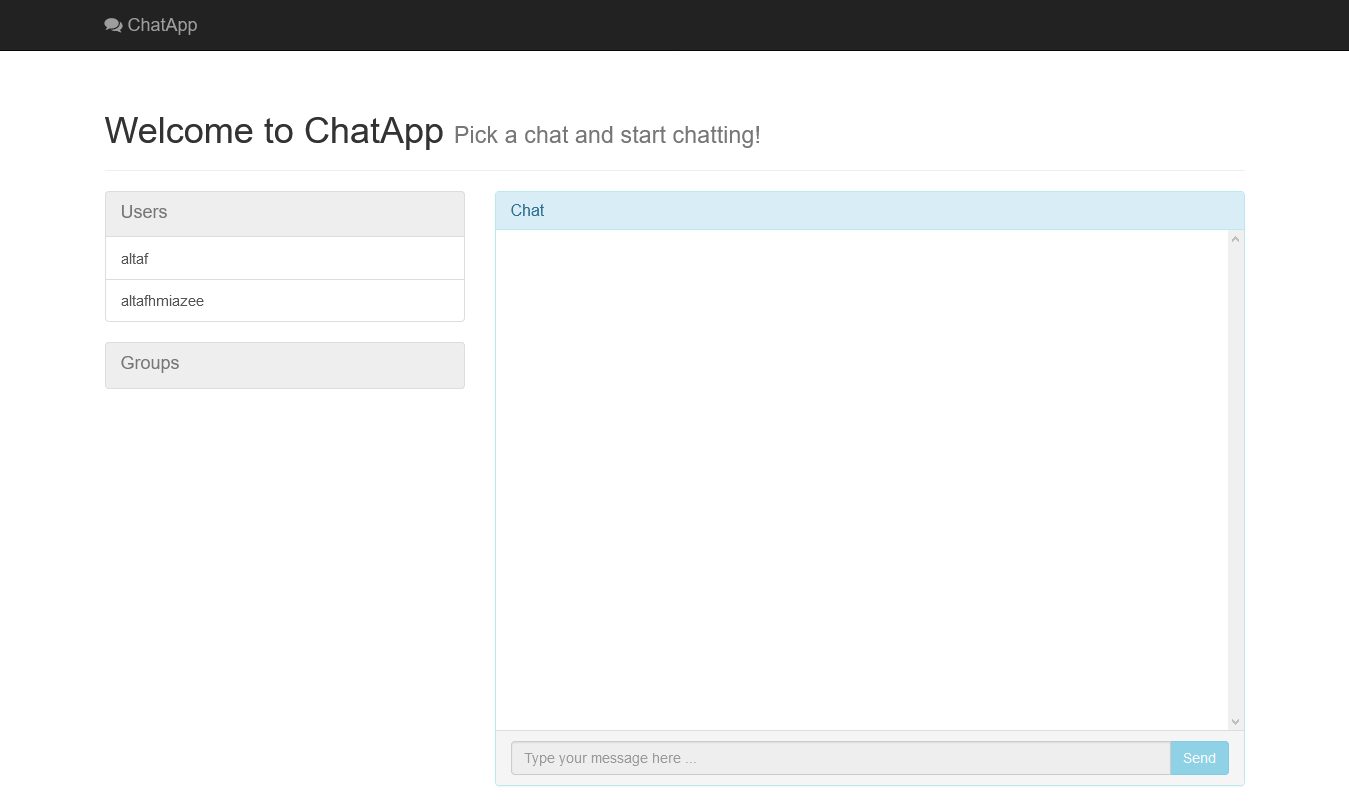 ChatApp
Welcome to ChatApp Pick a chat and start chatting!
Users
altaf
altafhmiazee
Groups
Chat
Type your message here ...
Send